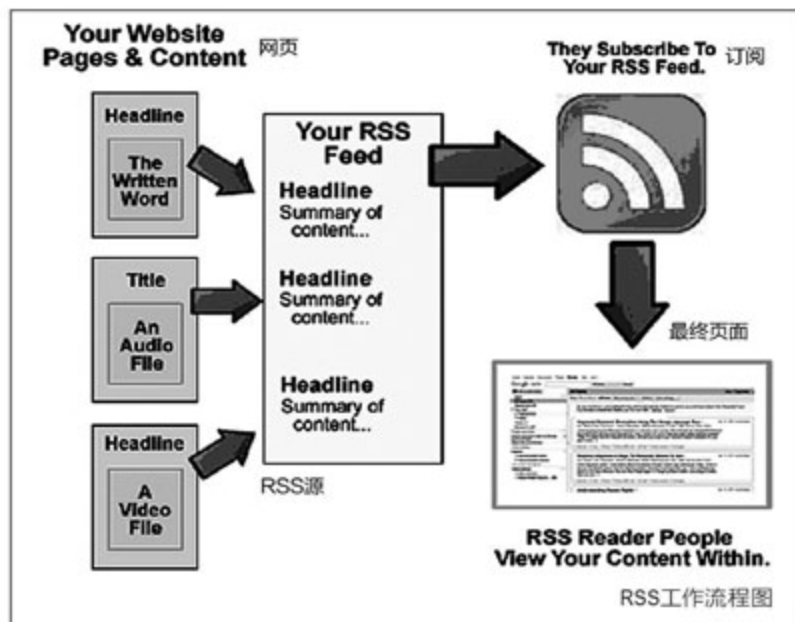 Your Website
Pages & Content 网页
Headline
The
Written
Word
Title
An
Audio
File
Headline
A
Video
File
Your RSS
Feed
Headline
Summary of
content...
Headline
Summary of
content...
Headline
Summary of
content...
RSS源
They Subscribe To
Your RSS Feed. 订阅
最终页面
RSS Reader People
View Your Content Within.
RSS工作流程图